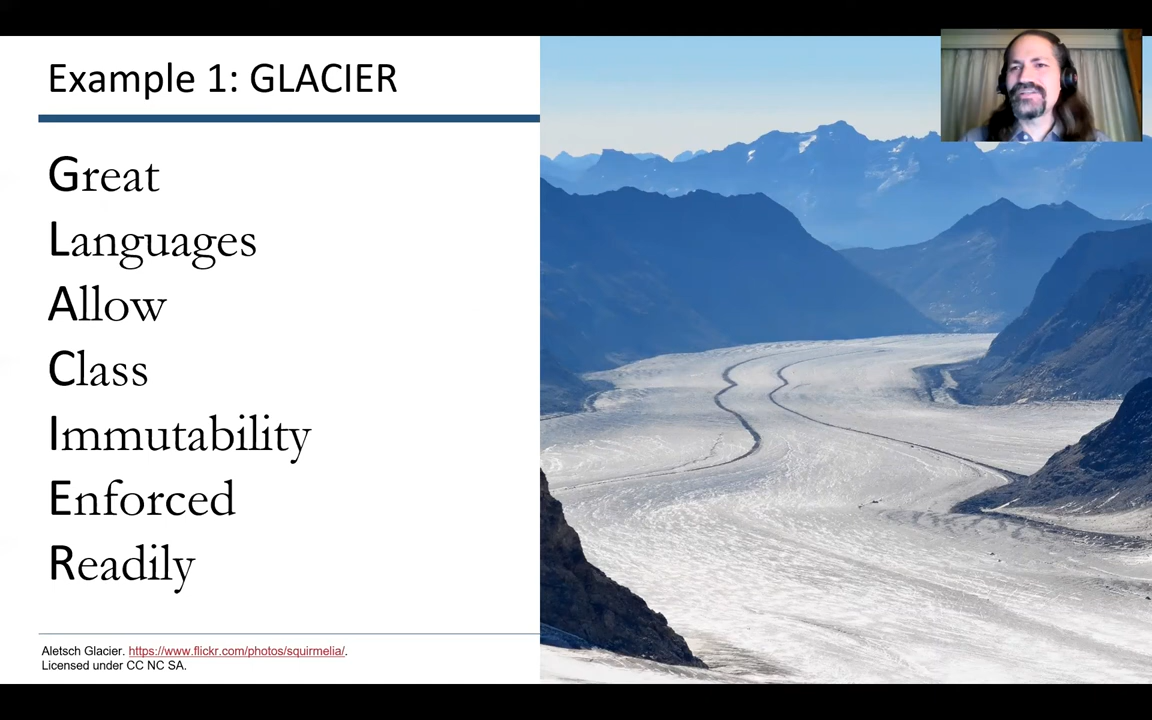 Example 1: GLACIER
Great
Languages
Allow
Class
Immutability
Enforced
Readily
Aletsch Glacier. https://www.flickr.com/photos/squirmelia/.
Licensed under CC NC SA.